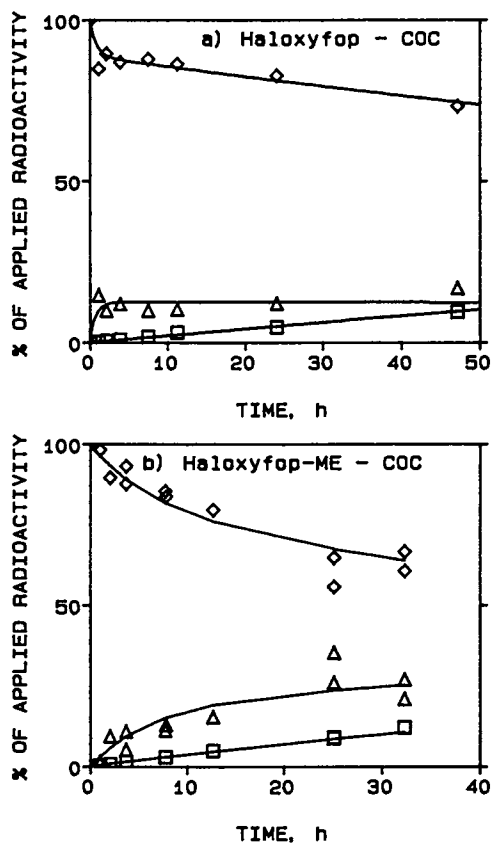 a) Haloxyfop - COC
% OF APPLIED RADIOACTIVITY
100
50
0
0 10 20 30 40 50
TIME, h
b) Haloxyfop-ME - COC
% OF APPLIED RADIOACTIVITY
100
50
0
0 10 20 30 40
TIME, h